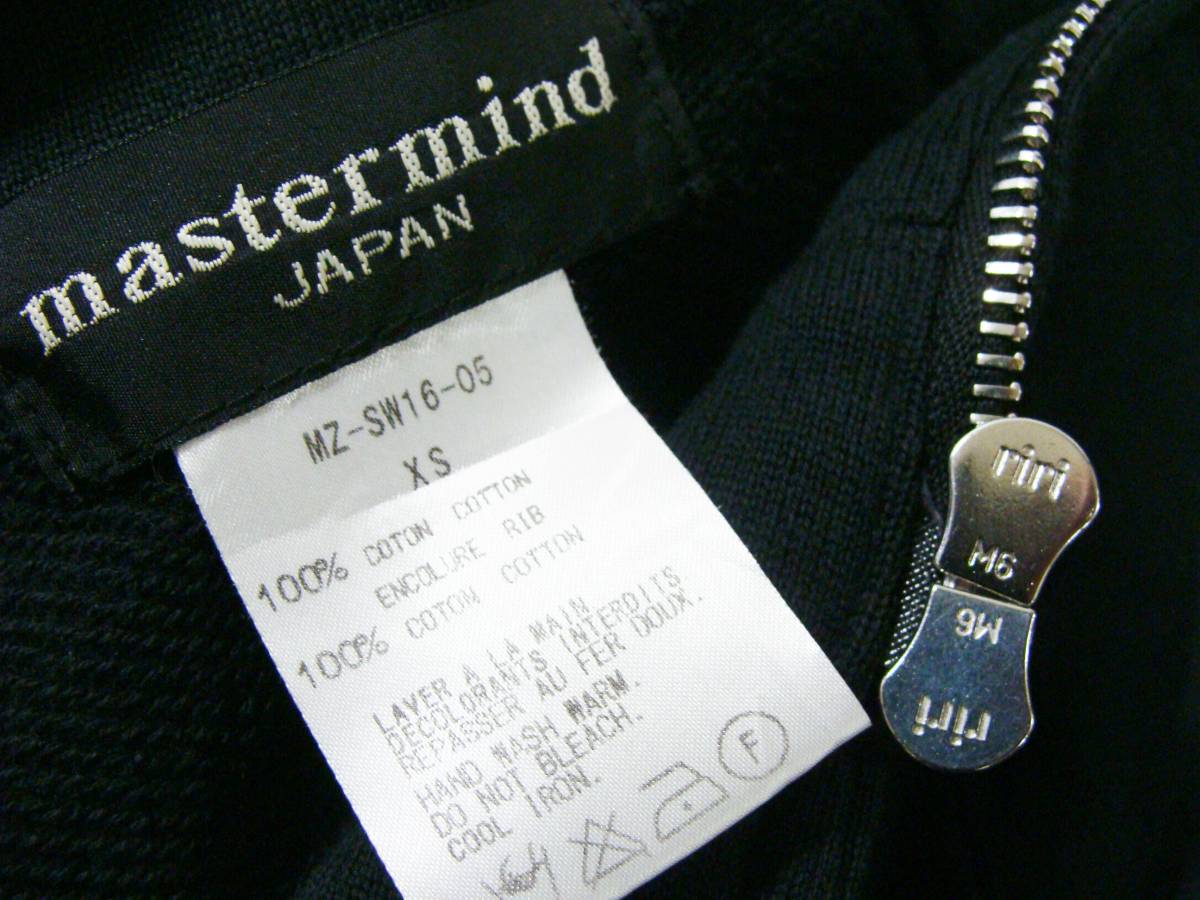 mastermind
JAPAN
MZ-SW16-05
XS
100% COTON COTTON
ENCOLURE RIB
100% COTON COTTON
LAVER A LA MAIN
DECOLORANTS INTERDITS
REPASSER AU FER DOUX.
HAND WASH WARM.
DO NOT BLEACH.
COOL IRON.
F
riri
M6
M6
riri